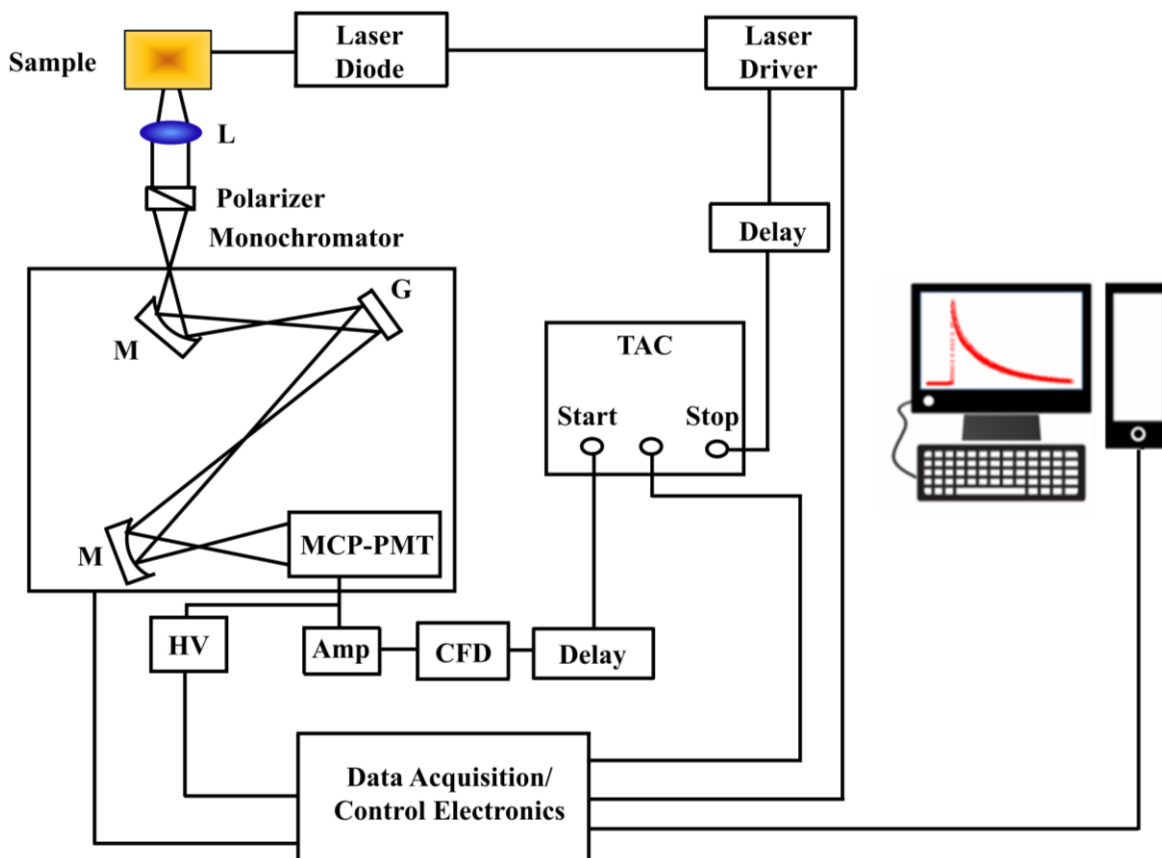 Sample
Laser
Diode
Laser
Driver
L
Polarizer
Monochromator
Delay
G
M
TAC
Start
Stop
M
MCP-PMT
HV
Amp
CFD
Delay
Data Acquisition/
Control Electronics